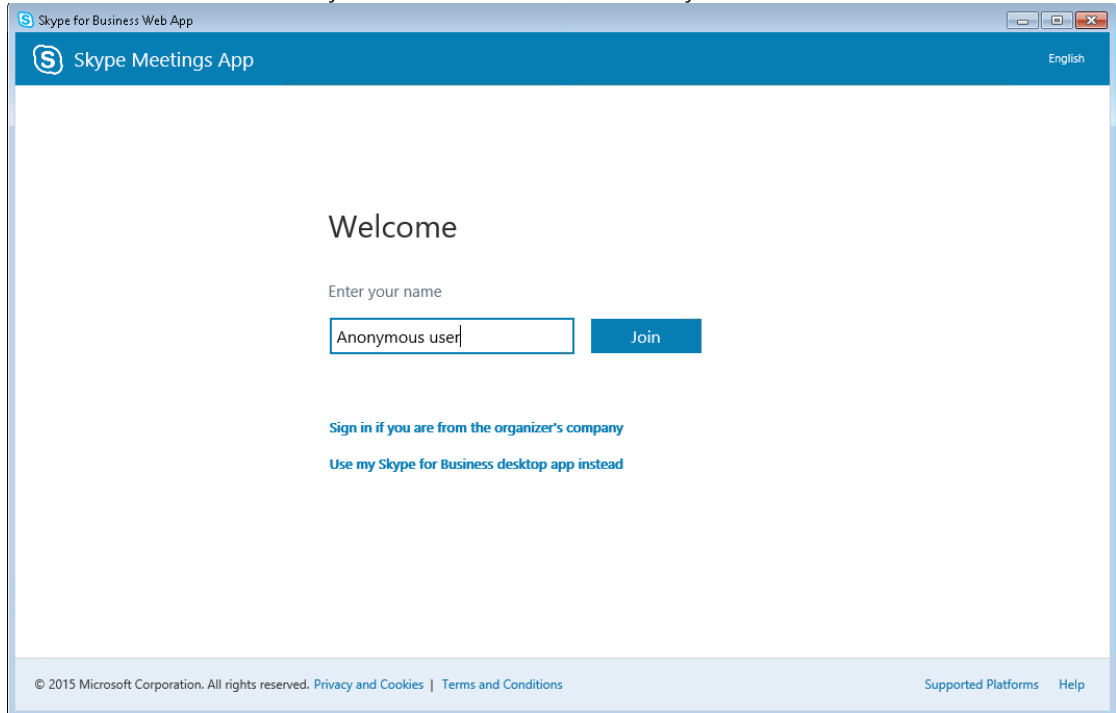 Skype for Business Web App
Skype Meetings App
English
Welcome
Enter your name
Anonymous user
Join
Sign in if you are from the organizer's company
Use my Skype for Business desktop app instead
© 2015 Microsoft Corporation. All rights reserved. Privacy and Cookies | Terms and Conditions
Supported Platforms Help